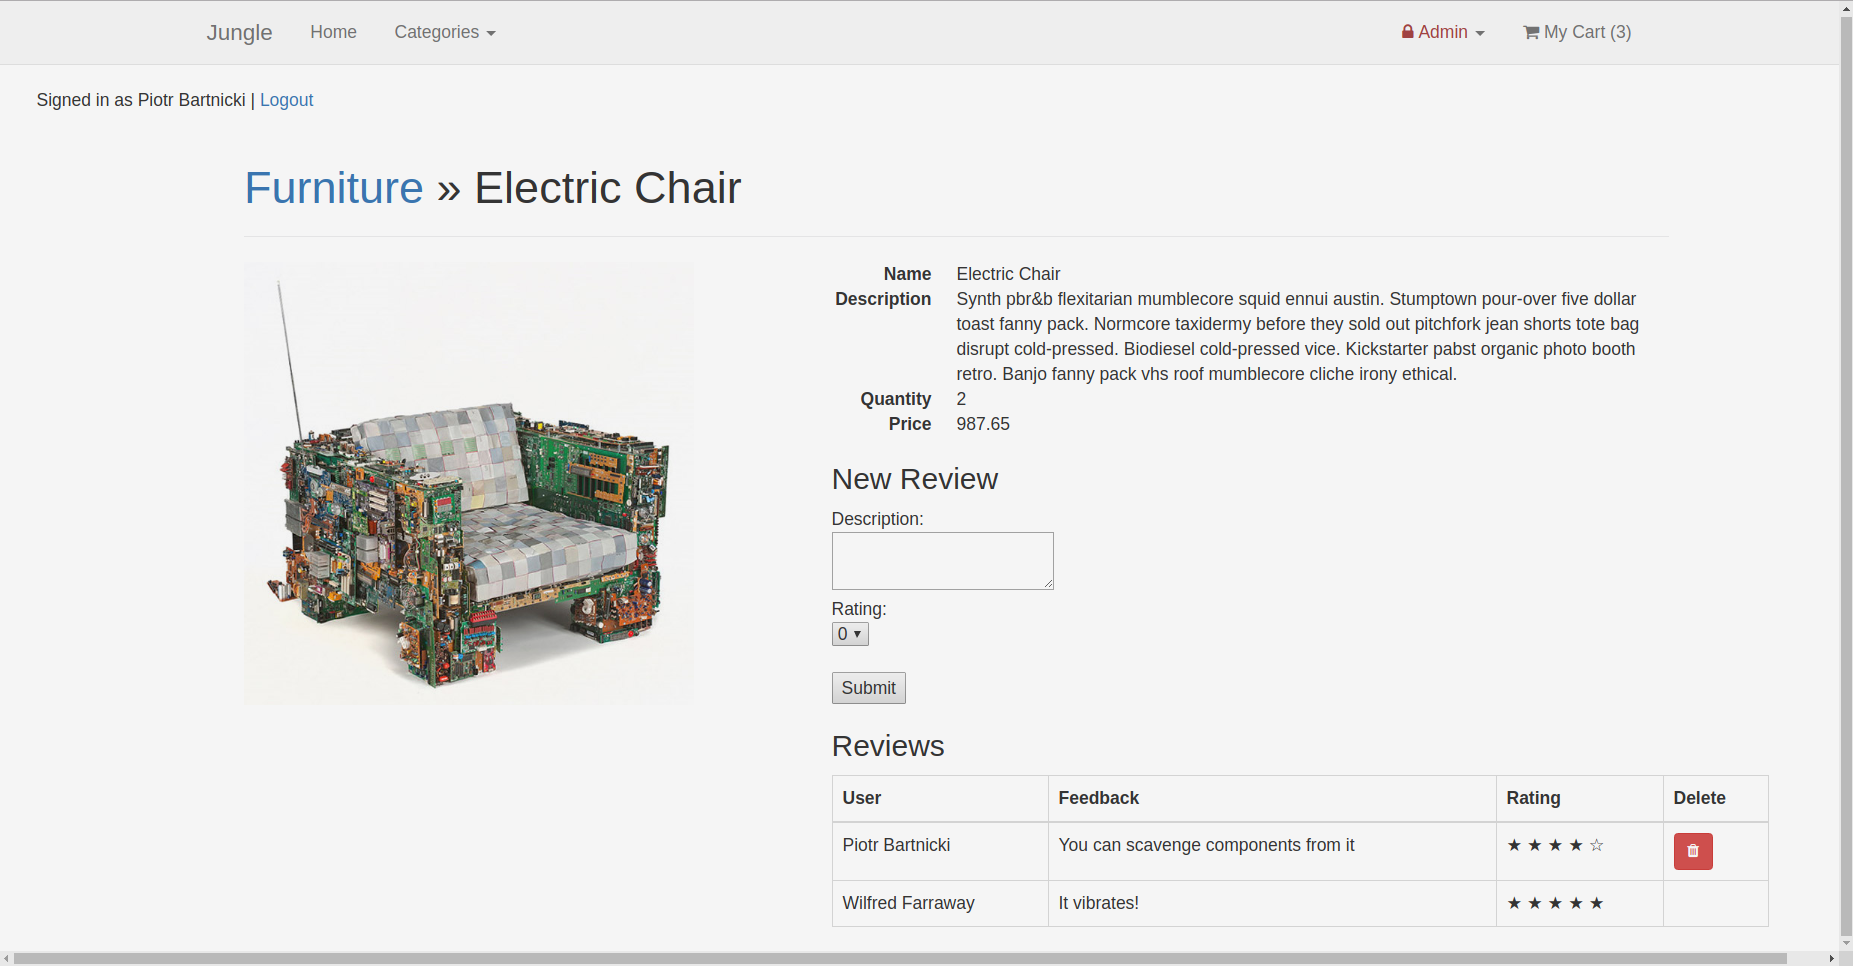 Jungle Home Categories Admin My Cart (3)
Signed in as Piotr Bartnicki | Logout
Furniture » Electric Chair
Name Electric Chair
Description Synth pbr&b flexitarian mumblecore squid ennui austin. Stumptown pour-over five dollar
toast fanny pack. Normcore taxidermy before they sold out pitchfork jean shorts tote bag
disrupt cold-pressed. Biodiesel cold-pressed vice. Kickstarter pabst organic photo booth
retro. Banjo fanny pack vhs roof mumblecore cliche irony ethical.
Quantity 2
Price 987.65
New Review
Description:
Rating:
0
Submit
Reviews
User Feedback Rating Delete
Piotr Bartnicki You can scavenge components from it ★ ★ ★ ★ ☆
Wilfred Farraway It vibrates! ★ ★ ★ ★ ★